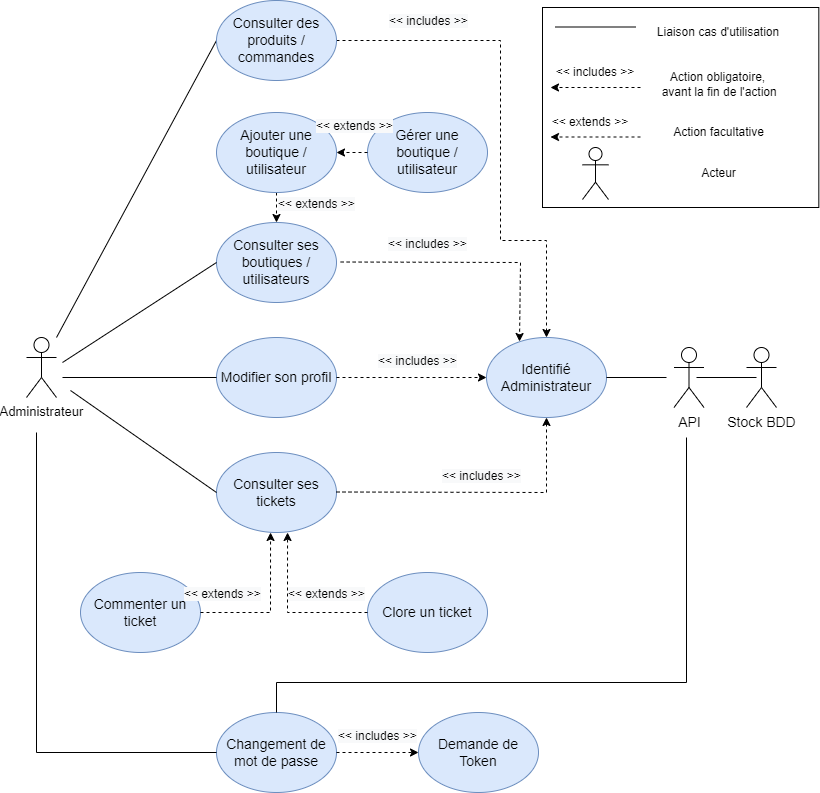 Consulter des
produits /
commandes
<< includes >>
Liaison cas d'utilisation
<< includes >>
Action obligatoire,
avant la fin de l'action
<< extends >>
Action facultative
Acteur
Ajouter une
boutique /
utilisateur
<< extends >>
Gérer une
boutique /
utilisateur
<< extends >>
Consulter ses
boutiques /
utilisateurs
<< includes >>
Administrateur
Modifier son profil
<< includes >>
Identifié
Administrateur
API
Stock BDD
Consulter ses
tickets
<< includes >>
Commenter un
ticket
<< extends >>
<< extends >>
Clore un ticket
Changement de
mot de passe
<< includes >>
Demande de
Token